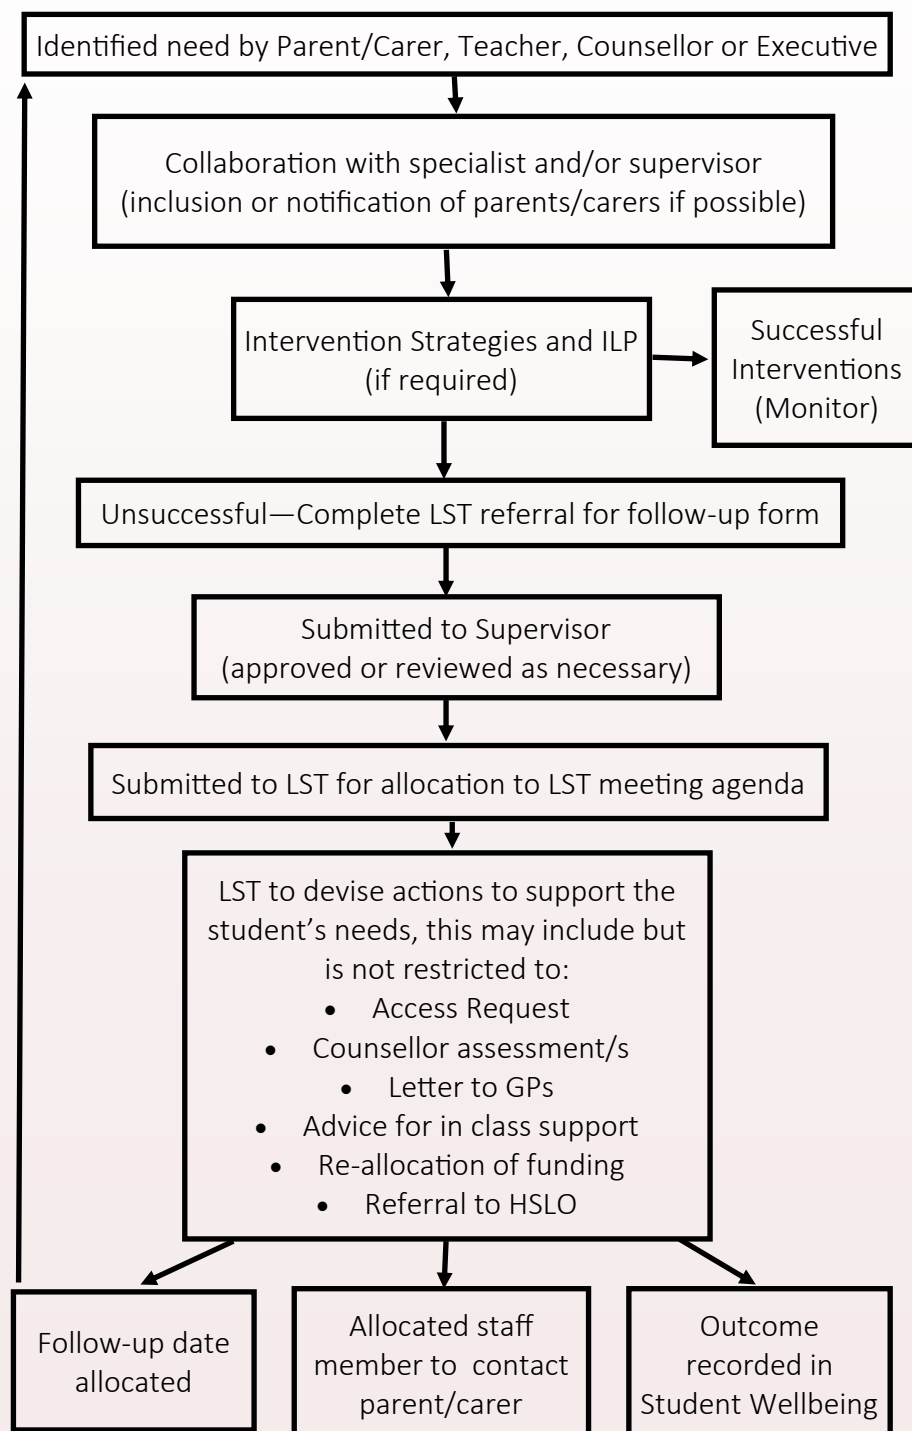 Identified need by Parent/Carer, Teacher, Counsellor or Executive
Collaboration with specialist and/or supervisor
(inclusion or notification of parents/carers if possible)
Intervention Strategies and ILP
(if required)
Successful
Interventions
(Monitor)
Unsuccessful—Complete LST referral for follow-up form
Submitted to Supervisor
(approved or reviewed as necessary)
Submitted to LST for allocation to LST meeting agenda
LST to devise actions to support the
student’s needs, this may include but
is not restricted to:
• Access Request
• Counsellor assessment/s
• Letter to GPs
• Advice for in class support
• Re-allocation of funding
• Referral to HSLO
Follow-up date
allocated
Allocated staff
member to contact
parent/carer
Outcome
recorded in
Student Wellbeing